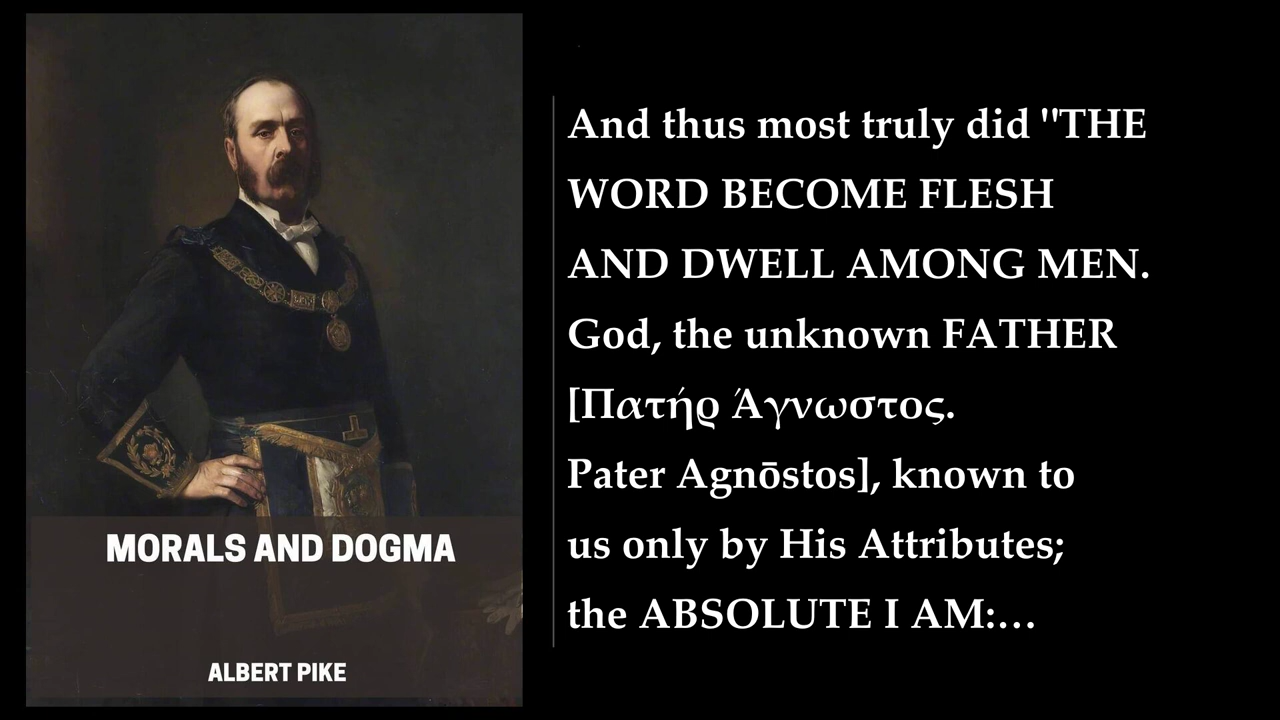 MORALS AND DOGMA
ALBERT PIKE
And thus most truly did "THE
WORD BECOME FLESH
AND DWELL AMONG MEN.
God, the unknown FATHER
[Πατήρ Άγνωστος.
Pater Agnōstos], known to
us only by His Attributes;
the ABSOLUTE I AM:…